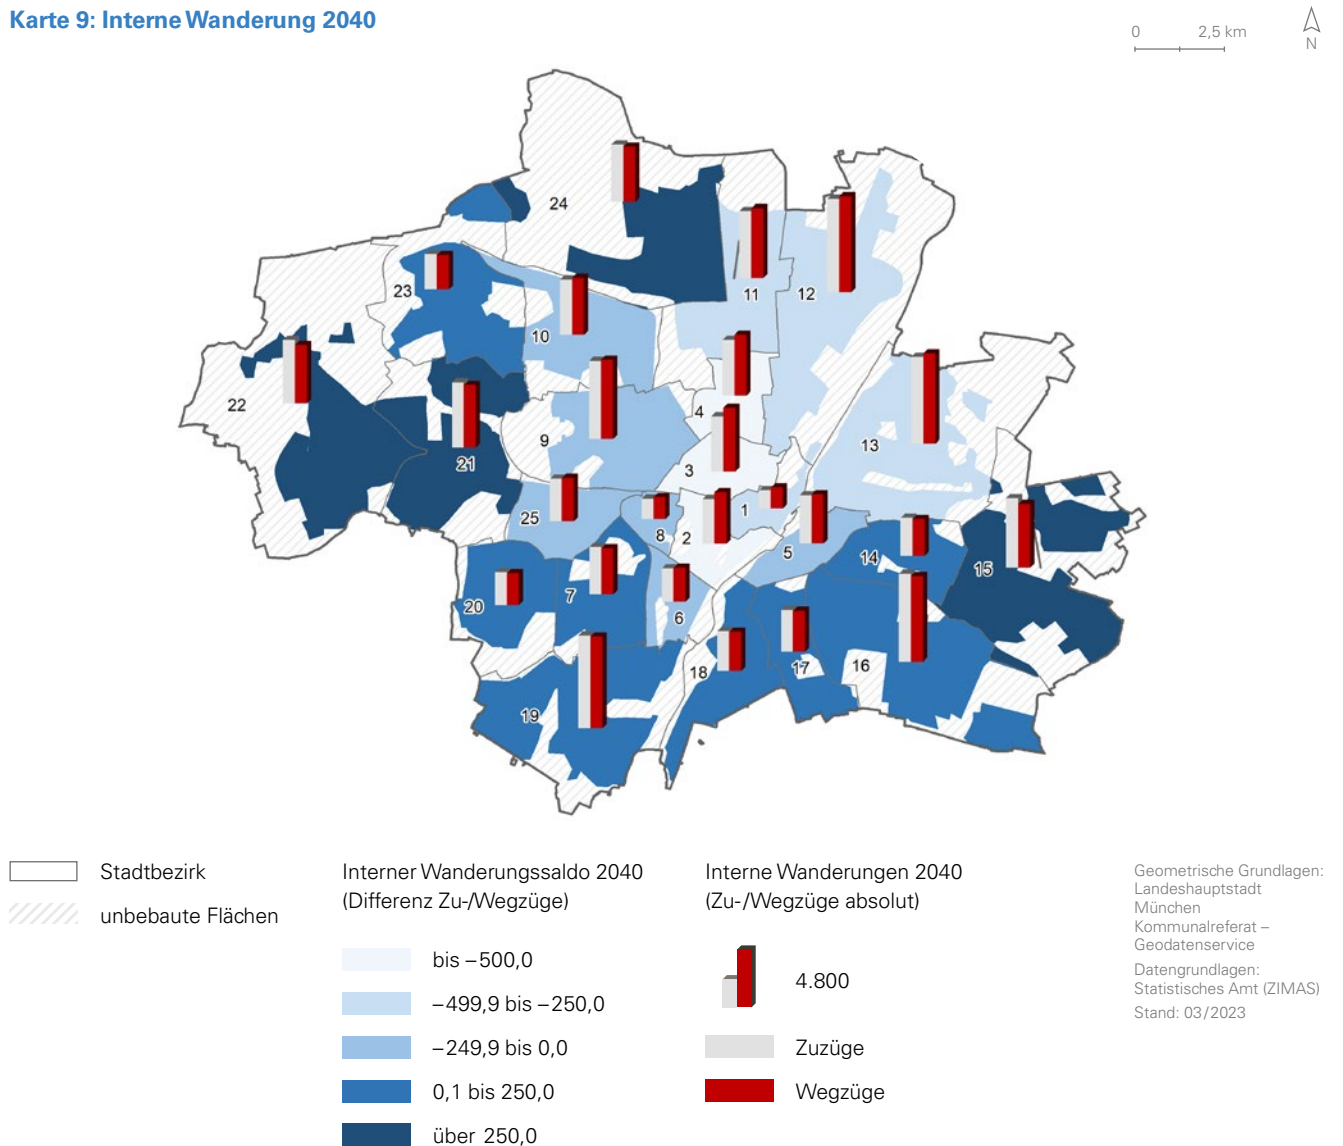 Karte 9: Interne Wanderung 2040
0 2,5 km
N
24
23
11
12
10
22
4
13
9
3
21
25
1
8
2
5
14
15
20
7
6
18
17
16
19
Stadtbezirk
unbebaute Flächen
Interner Wanderungssaldo 2040
(Differenz Zu-/Wegzüge)
bis –500,0
–499,9 bis –250,0
–249,9 bis 0,0
0,1 bis 250,0
über 250,0
Interne Wanderungen 2040
(Zu-/Wegzüge absolut)
4.800
Zuzüge
Wegzüge
Geometrische Grundlagen:
Landeshauptstadt
München
Kommunalreferat –
Geodatenservice
Datengrundlagen:
Statistisches Amt (ZIMAS)
Stand: 03/2023